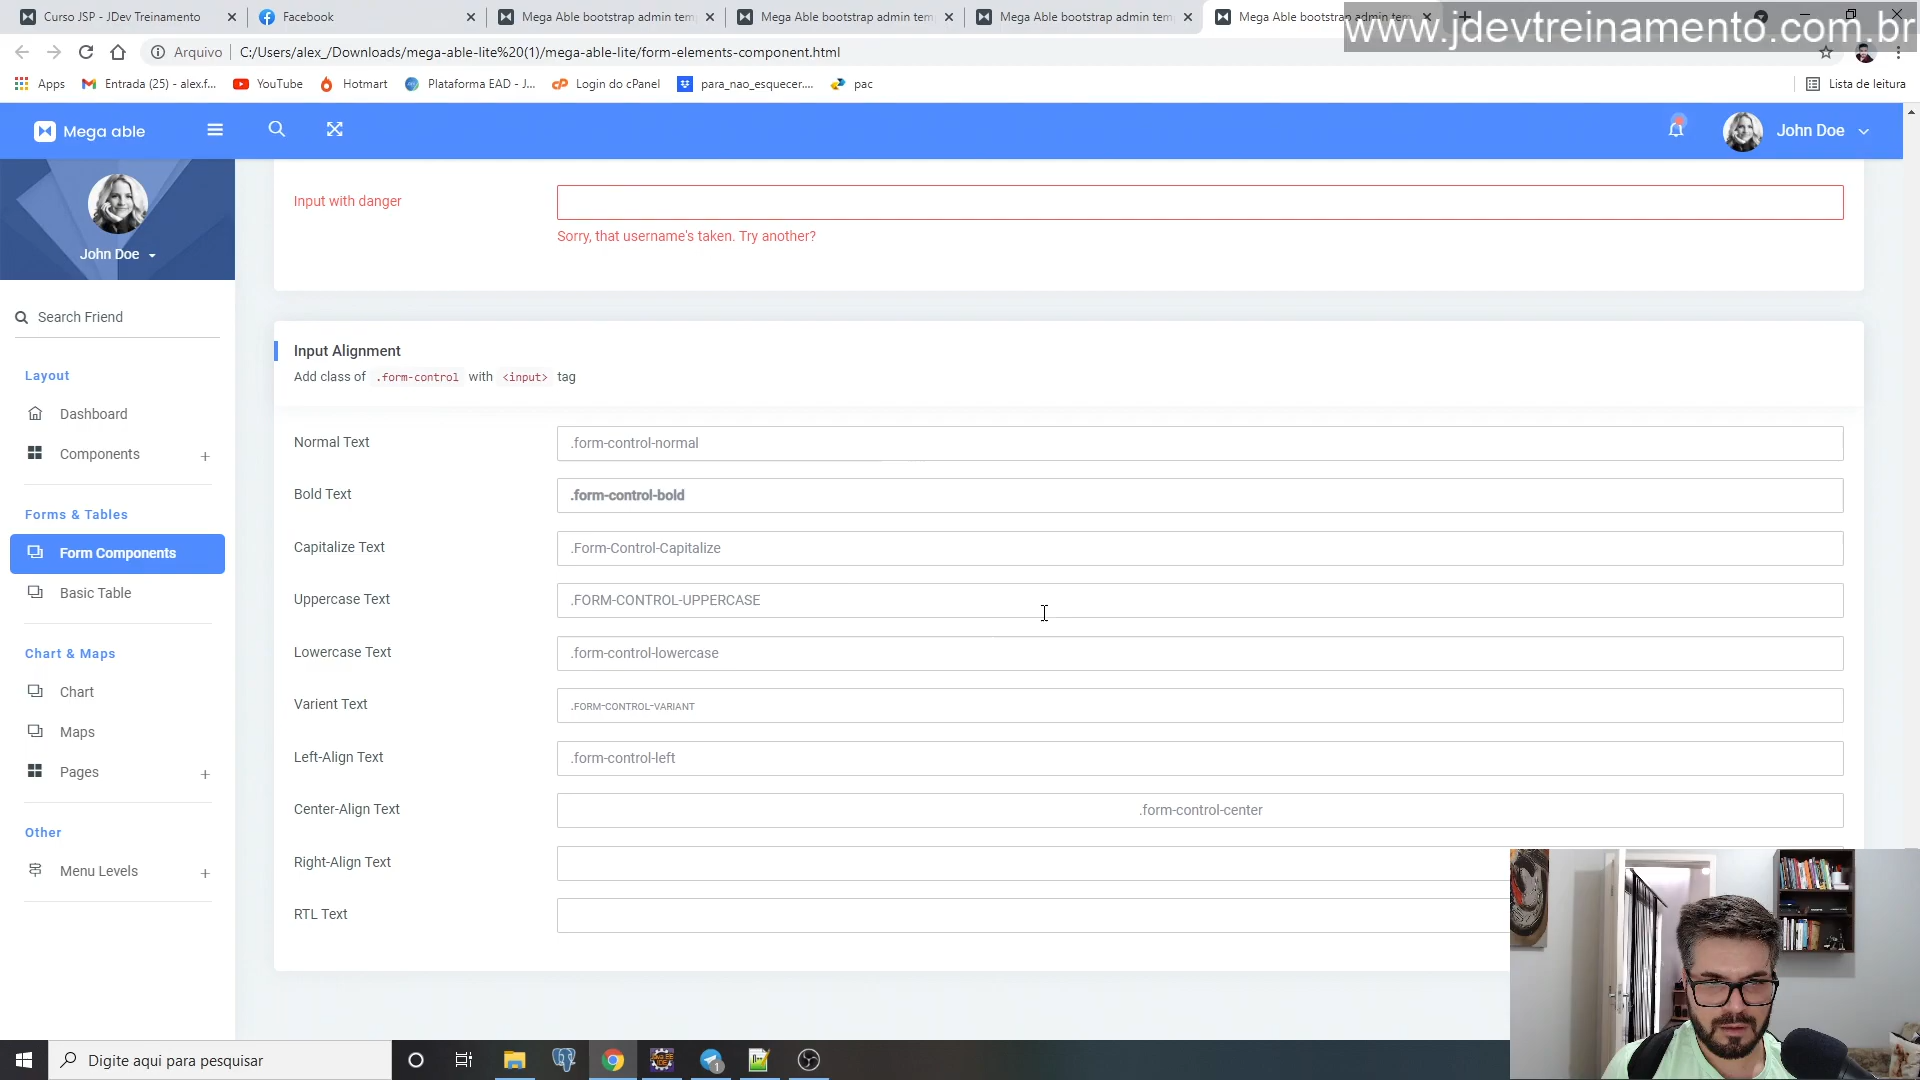 Curso JSP - JDev Treinamento
Facebook
Mega Able bootstrap admin tem
Mega Able bootstrap admin tem
Mega Able bootstrap admin tem
Mega Able bootstrap admin tem
www.jdevtreinamento.com.br
Arquivo
C:/Users/alex_/Downloads/mega-able-lite%20(1)/mega-able-lite/form-elements-component.html
Apps
Entrada (25) - alex.f...
YouTube
Hotmart
Plataforma EAD - J...
Login do cPanel
para_nao_esquecer....
pac
Lista de leitura
Mega able
John Doe
John Doe
Search Friend
Layout
Dashboard
Components
Forms & Tables
Form Components
Basic Table
Chart & Maps
Chart
Maps
Pages
Other
Menu Levels
Input with danger
Sorry, that username's taken. Try another?
Input Alignment
Add class of .form-control with <input> tag
Normal Text
.form-control-normal
Bold Text
.form-control-bold
Capitalize Text
.Form-Control-Capitalize
Uppercase Text
.FORM-CONTROL-UPPERCASE
Lowercase Text
.form-control-lowercase
Varient Text
.FORM-CONTROL-VARIANT
Left-Align Text
.form-control-left
Center-Align Text
.form-control-center
Right-Align Text
RTL Text
Digite aqui para pesquisar
1